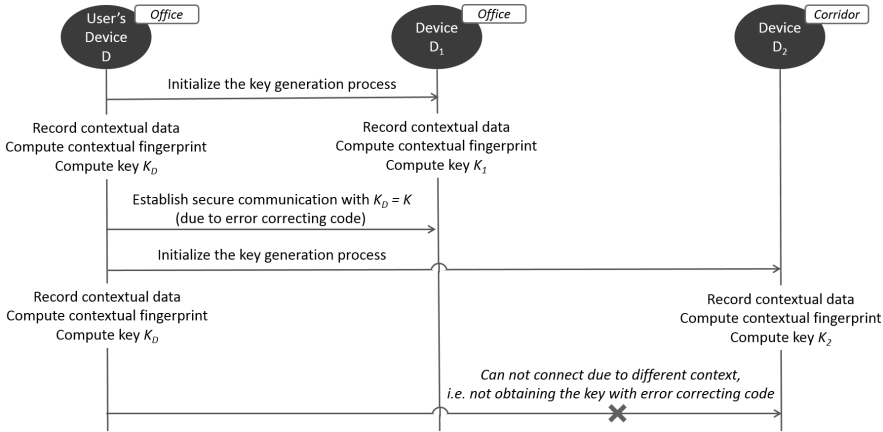 User's
Device
D
Office
Device
D1
Office
Device
D2
Corridor
Initialize the key generation process
Record contextual data
Compute contextual fingerprint
Compute key KD
Record contextual data
Compute contextual fingerprint
Compute key K1
Establish secure communication with KD = K
(due to error correcting code)
Initialize the key generation process
Record contextual data
Compute contextual fingerprint
Compute key KD
Record contextual data
Compute contextual fingerprint
Compute key K2
Can not connect due to different context,
i.e. not obtaining the key with error correcting code